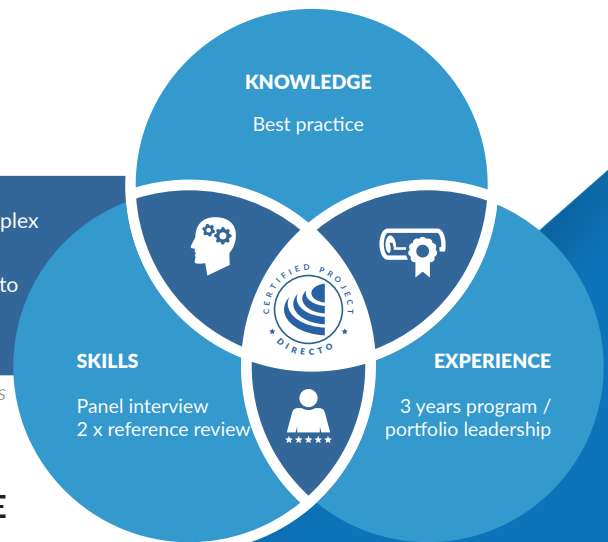 KNOWLEDGE
Best practice
plex
to
CERTIFIED PROJECT
DIRECTO
SKILLS
Panel interview
2 x reference review
EXPERIENCE
3 years program /
portfolio leadership
s
E